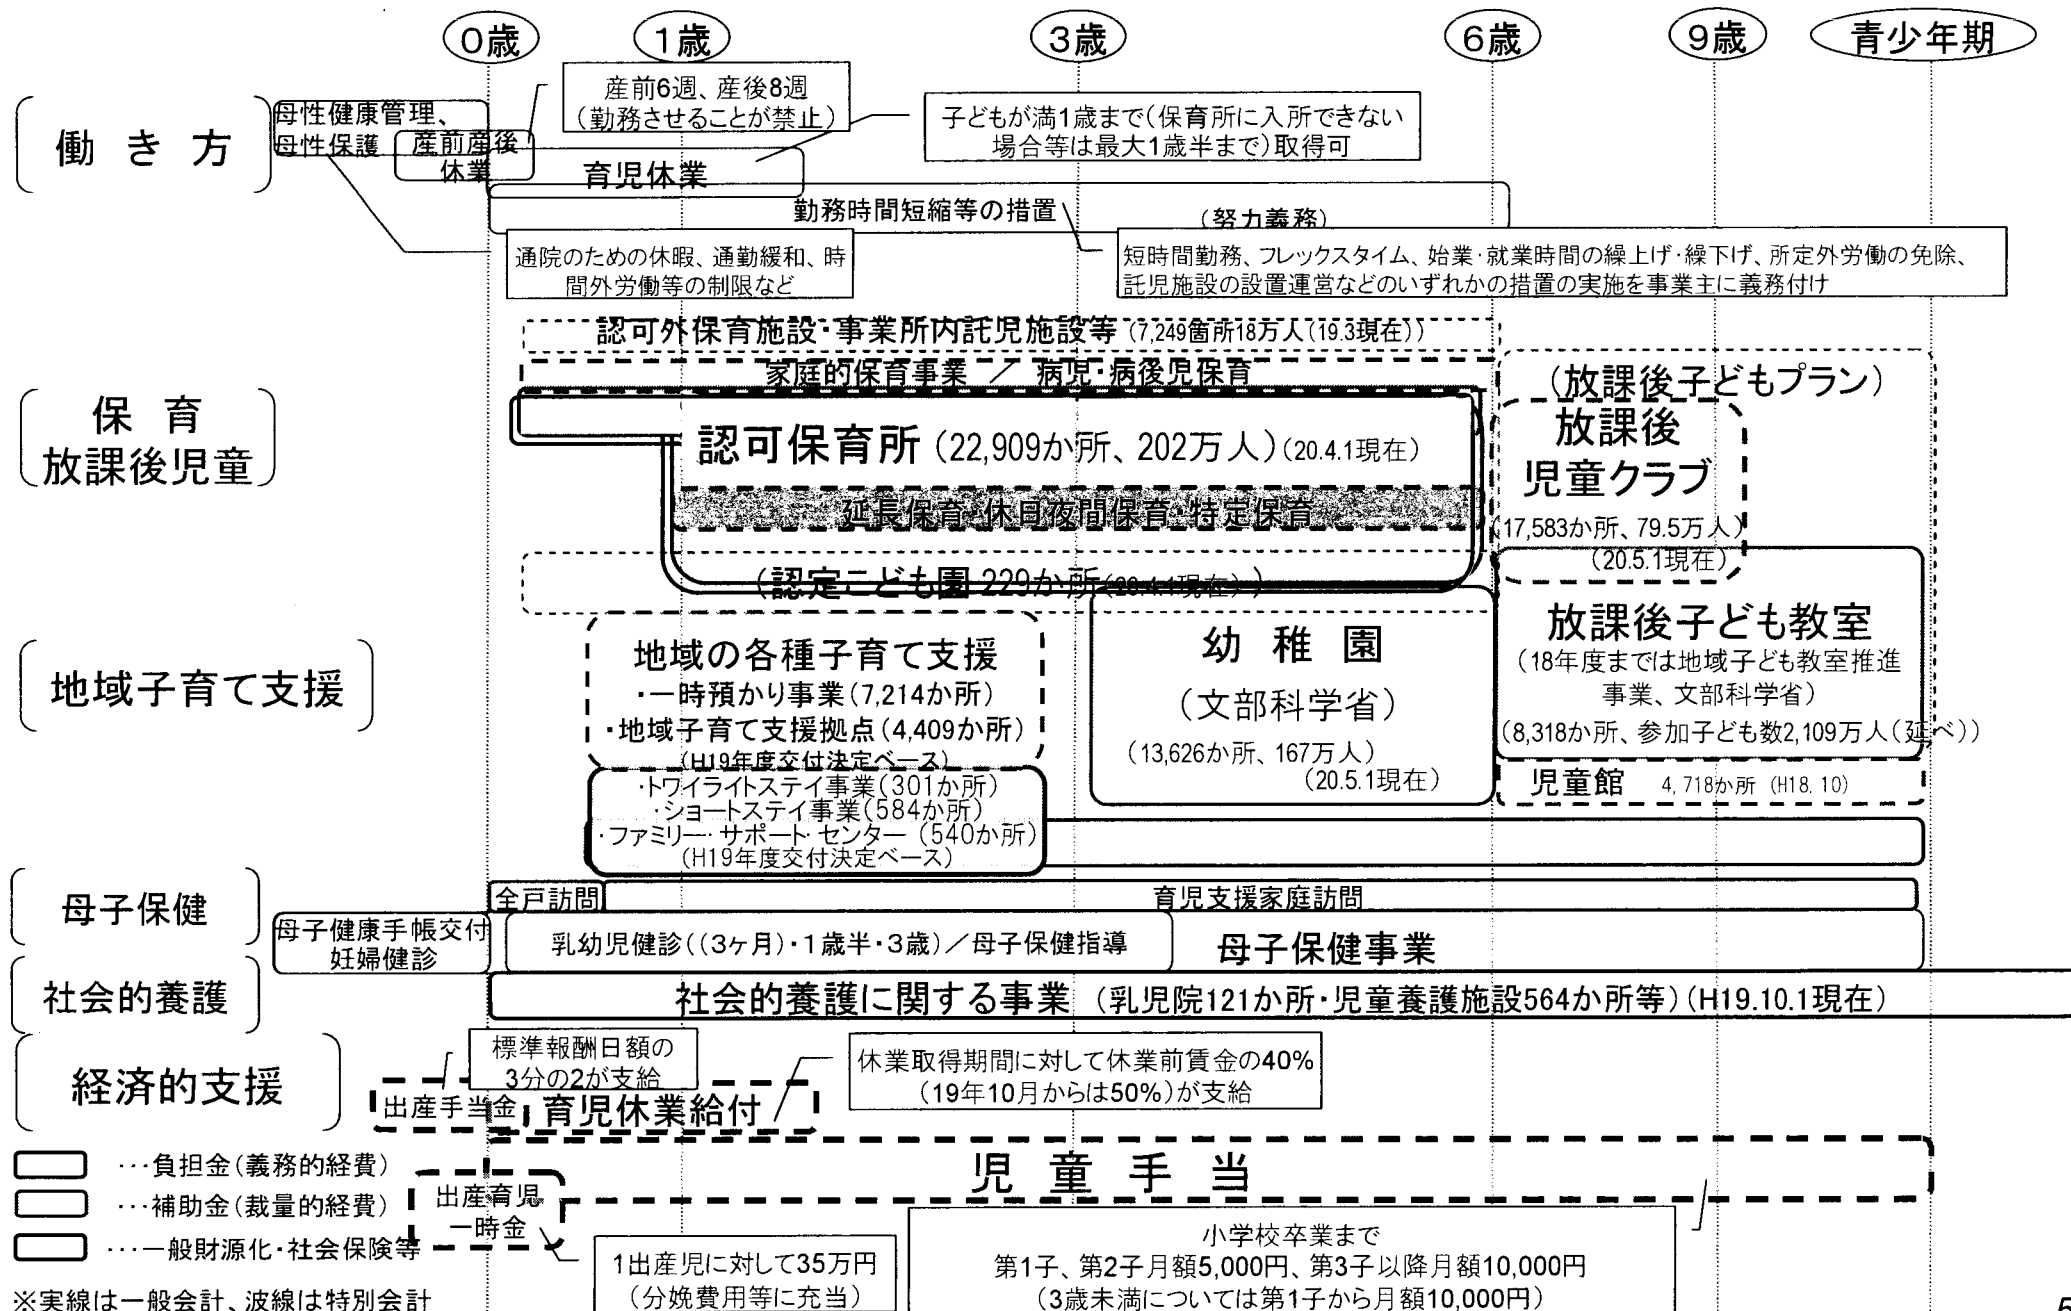 0歳
1歳
3歳
6歳
9歳
青少年期
働き方
母性健康管理、
母性保護
産前産後
休業
産前6週、産後8週
(勤務させることが禁止)
子どもが満1歳まで(保育所に入所できない
場合等は最大1歳半まで)取得可
育児休業
勤務時間短縮等の措置
(努力義務)
通院のための休暇、通勤緩和、時
間外労働等の制限など
短時間勤務、フレックスタイム、始業・就業時間の繰上げ・繰下げ、所定外労働の免除、
託児施設の設置運営などのいずれかの措置の実施を事業主に義務付け
保育
放課後児童
認可外保育施設・事業所内託児施設等 (7,249箇所18万人(19.3現在))
家庭的保育事業 / 病児・病後児保育
認可保育所 (22,909か所、202万人)(20.4.1現在)
延長保育・休日夜間保育・特定保育
(認定こども園 229か所(20.4.1現在))
(放課後子どもプラン)
放課後
児童クラブ
(17,583か所、79.5万人)
(20.5.1現在)
放課後子ども教室
(18年度までは地域子ども教室推進
事業、文部科学省)
(8,318か所、参加子ども数2,109万人(延べ))
児童館 4,718か所 (H18.10)
地域子育て支援
地域の各種子育て支援
・一時預かり事業(7,214か所)
・地域子育て支援拠点(4,409か所)
(H19年度交付決定ベース)
・トワイライトステイ事業(301か所)
・ショートステイ事業(584か所)
・ファミリー・サポート・センター (540か所)
(H19年度交付決定ベース)
幼稚園
(文部科学省)
(13,626か所、167万人)
(20.5.1現在)
母子保健
全戸訪問
育児支援家庭訪問
母子健康手帳交付
妊婦健診
乳幼児健診((3ヶ月)・1歳半・3歳)/母子保健指導
母子保健事業
社会的養護
社会的養護に関する事業 (乳児院121か所・児童養護施設564か所等)(H19.10.1現在)
経済的支援
標準報酬日額の
3分の2が支給
休業取得期間に対して休業前賃金の40%
(19年10月からは50%)が支給
出産手当金
育児休業給付
児童手当
出産育児
一時金
1出産児に対して35万円
(分娩費用等に充当)
小学校卒業まで
第1子、第2子月額5,000円、第3子以降月額10,000円
(3歳未満については第1子から月額10,000円)
…負担金(義務的経費)
…補助金(裁量的経費)
…一般財源化・社会保険等
※実線は一般会計、波線は特別会計
5